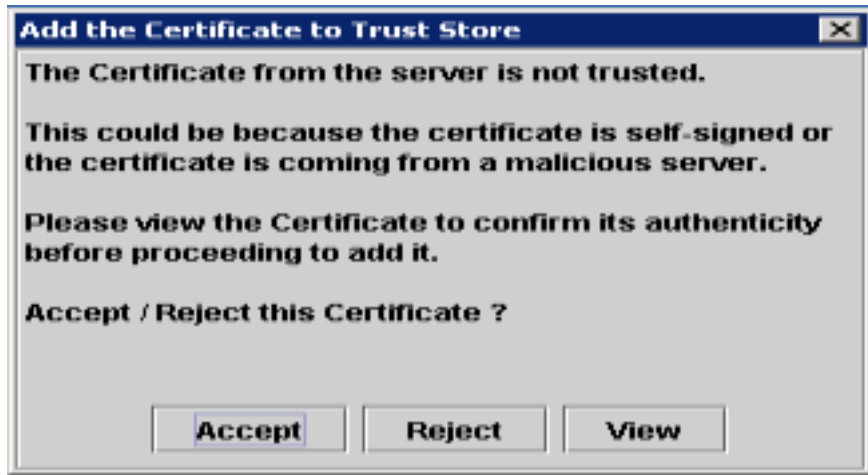 Add the Certificate to Trust Store
The Certificate from the server is not trusted.
This could be because the certificate is self-signed or
the certificate is coming from a malicious server.
Please view the Certificate to confirm its authenticity
before proceeding to add it.
Accept / Reject this Certificate ?
Accept Reject View